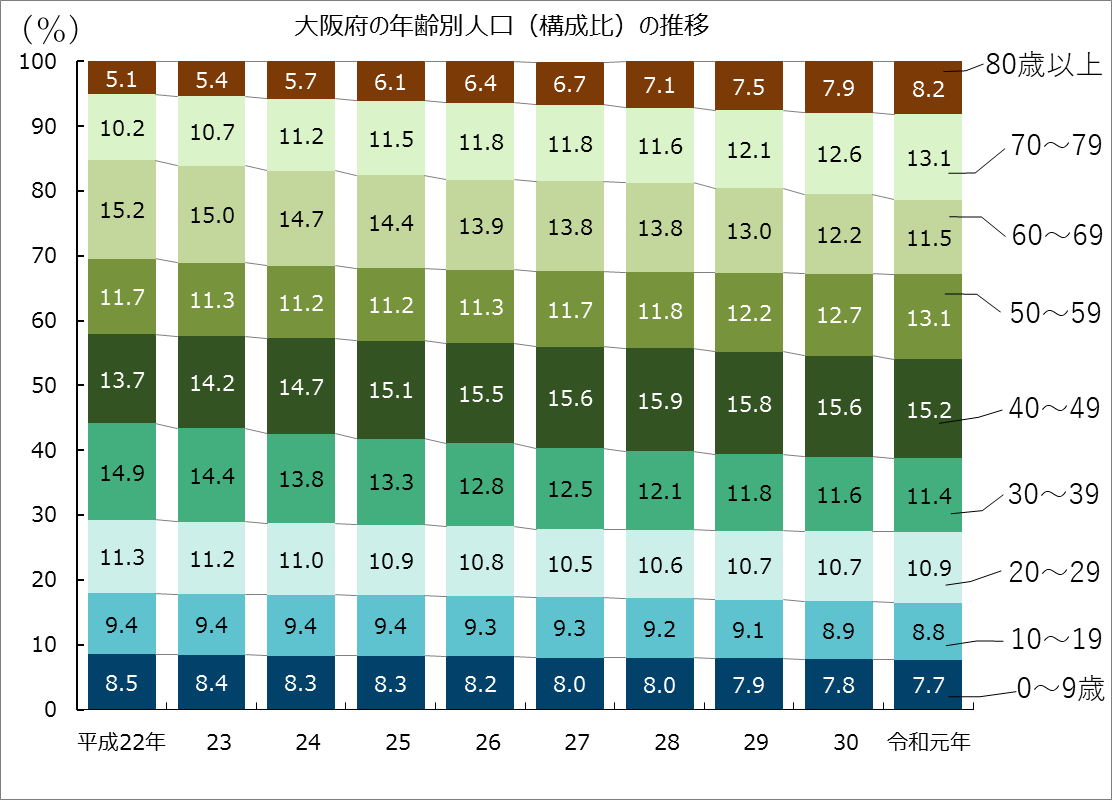 大阪府の年齢別人口（構成比）の推移
（％）
100
90
80
70
60
50
40
30
20
10
0
5.1 5.4 5.7 6.1 6.4 6.7 7.1 7.5 7.9 8.2 80歳以上
10.2 10.7 11.2 11.5 11.8 11.8 11.6 12.1 12.6 13.1 70～79
15.2 15.0 14.7 14.4 13.9 13.8 13.8 13.0 12.2 11.5 60～69
11.7 11.3 11.2 11.2 11.3 11.7 11.8 12.2 12.7 13.1 50～59
13.7 14.2 14.7 15.1 15.5 15.6 15.9 15.8 15.6 15.2 40～49
14.9 14.4 13.8 13.3 12.8 12.5 12.1 11.8 11.6 11.4 30～39
11.3 11.2 11.0 10.9 10.8 10.5 10.6 10.7 10.7 10.9 20～29
9.4 9.4 9.4 9.4 9.3 9.3 9.2 9.1 8.9 8.8 10～19
8.5 8.4 8.3 8.3 8.2 8.0 8.0 7.9 7.8 7.7 0～9歳
平成22年 23 24 25 26 27 28 29 30 令和元年